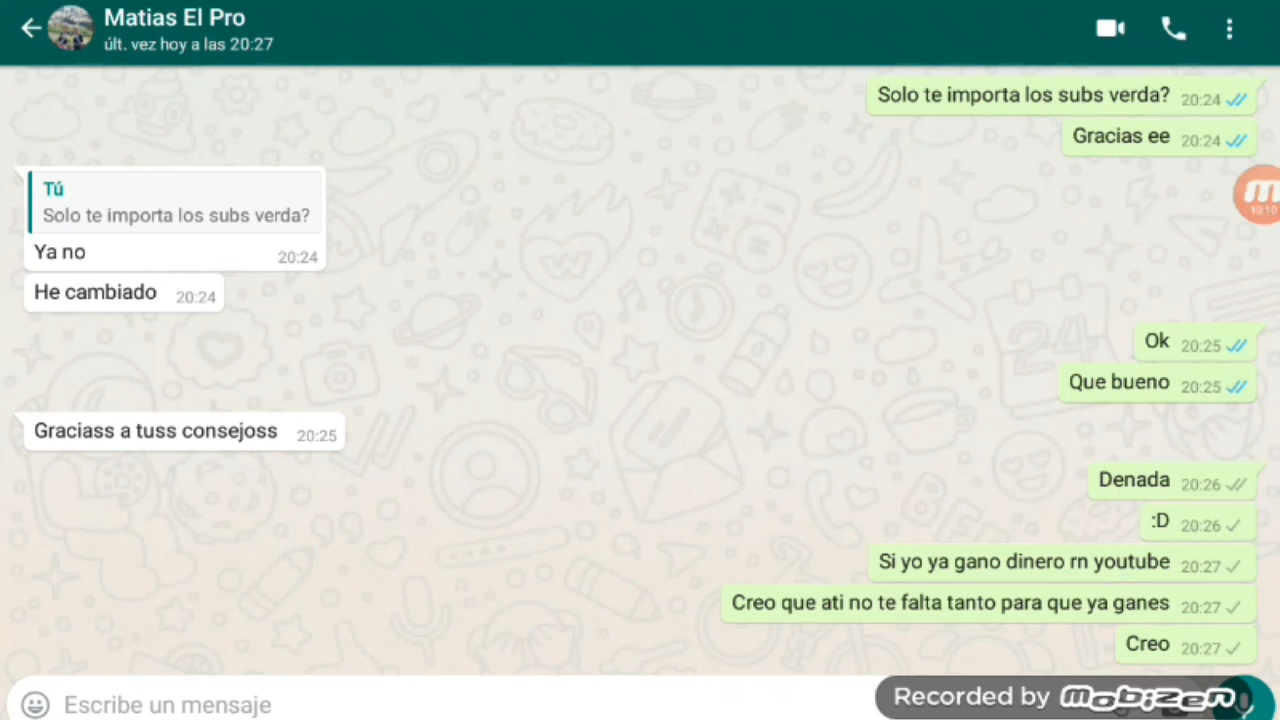 Matias El Pro
últ. vez hoy a las 20:27
Solo te importa los subs verda? 20:24
Gracias ee 20:24
Tú
Solo te importa los subs verda?
Ya no 20:24
He cambiado 20:24
Ok 20:25
Que bueno 20:25
Graciass a tuss consejoss 20:25
Denada 20:26
:D 20:26
Si yo ya gano dinero rn youtube 20:27
Creo que ati no te falta tanto para que ya ganes 20:27
Creo 20:27
Escribe un mensaje
Recorded by mobizen
m
10:10